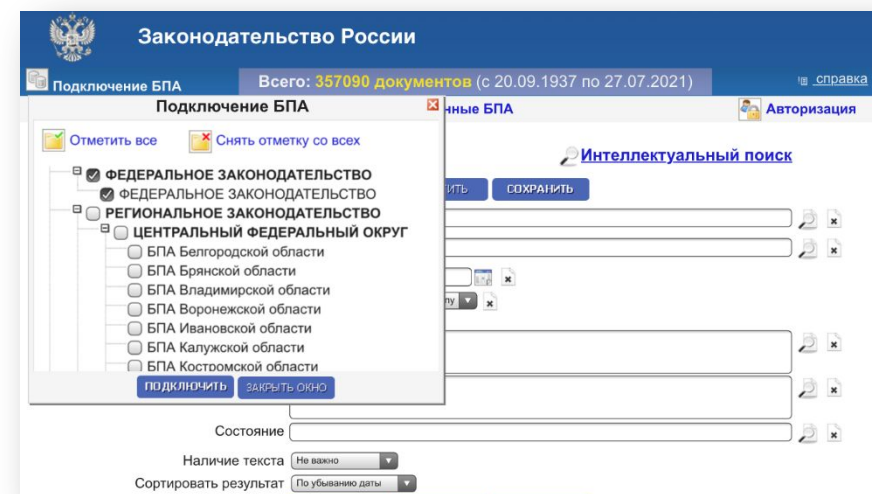 Законодательство России
Подключение БПА
Всего: 357090 документов (с 20.09.1937 по 27.07.2021)
справка
Подключение БПА
нные БПА
Авторизация
Отметить все
Снять отметку со всех
Интеллектуальный поиск
ФЕДЕРАЛЬНОЕ ЗАКОНОДАТЕЛЬСТВО
ФЕДЕРАЛЬНОЕ ЗАКОНОДАТЕЛЬСТВО
ИТЬ
СОХРАНИТЬ
РЕГИОНАЛЬНОЕ ЗАКОНОДАТЕЛЬСТВО
ЦЕНТРАЛЬНЫЙ ФЕДЕРАЛЬНЫЙ ОКРУГ
БПА Белгородской области
БПА Брянской области
БПА Владимирской области
БПА Воронежской области
БПА Ивановской области
БПА Калужской области
БПА Костромской области
ПОДКЛЮЧИТЬ
ЗАКРЫТЬ ОКНО
Состояние
Наличие текста Не важно
Сортировать результат По убыванию даты